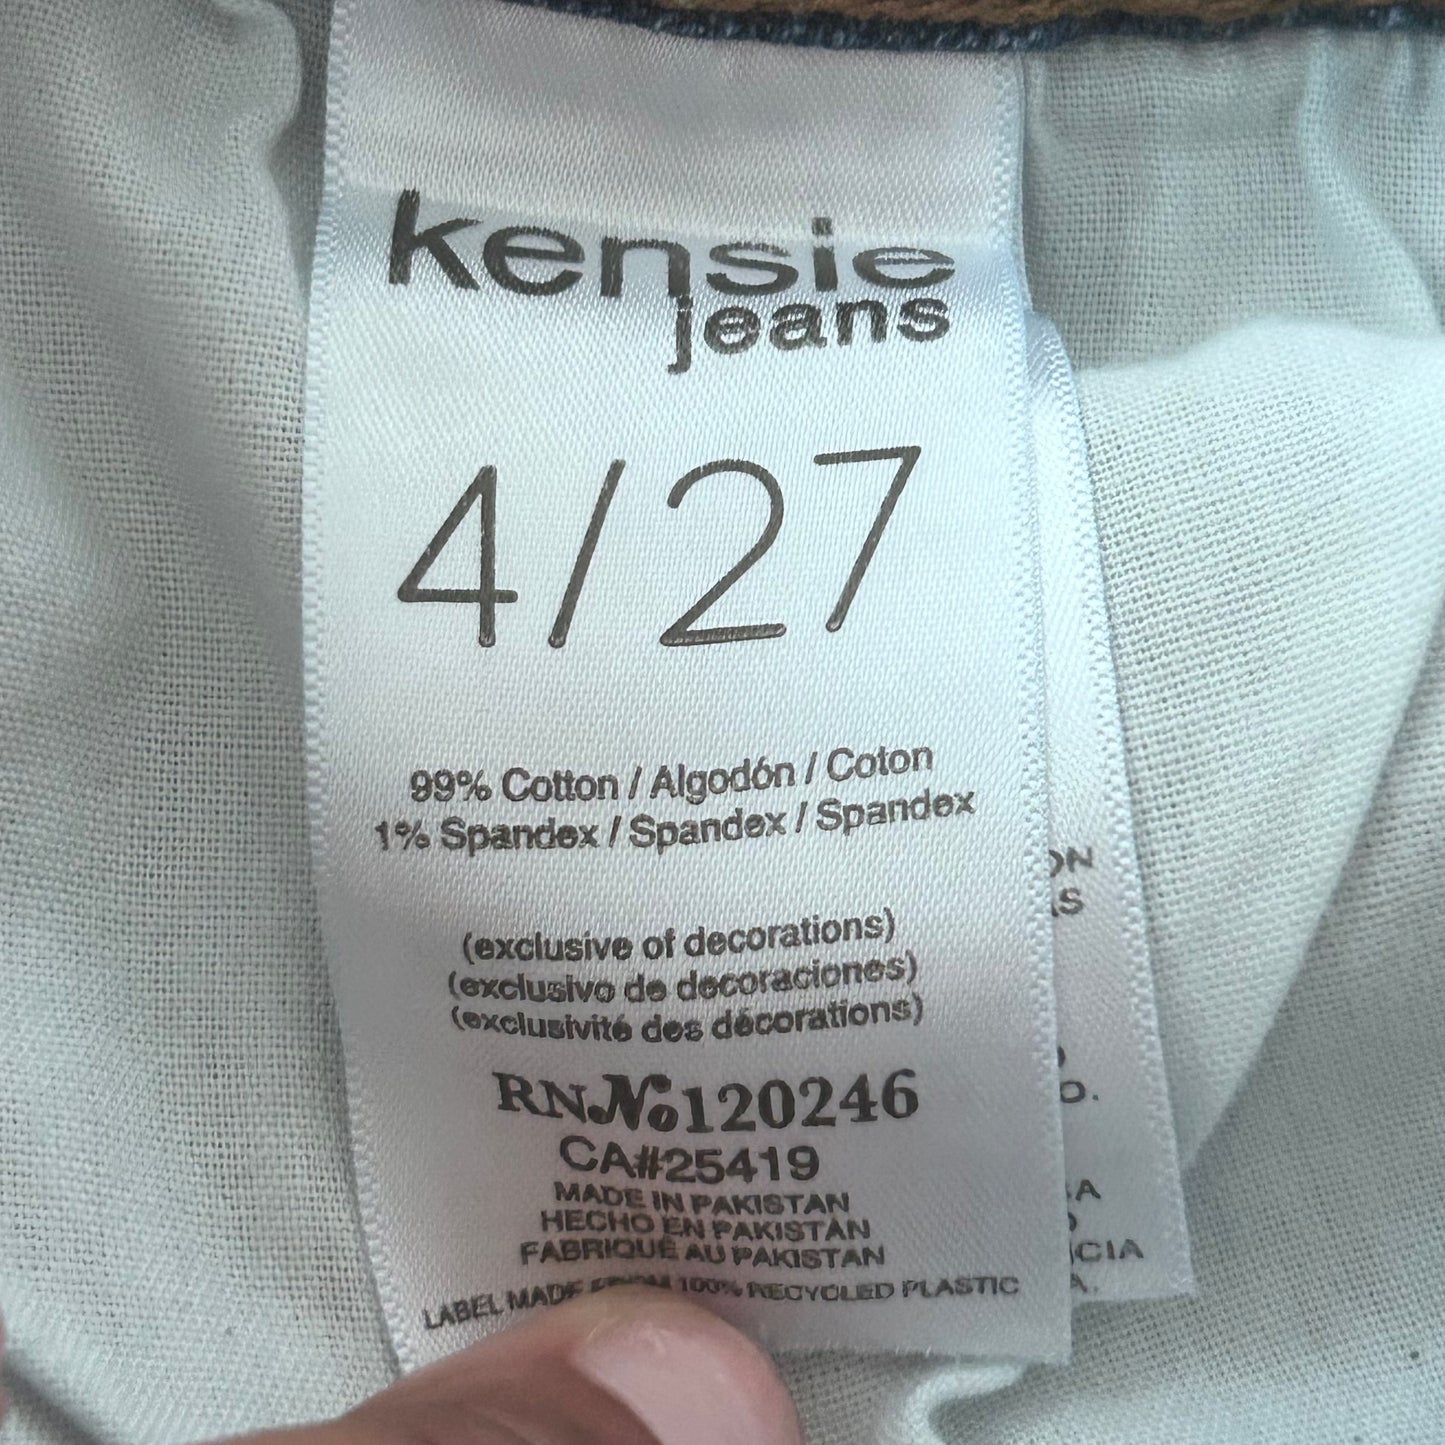 kensie
jeans
4/27
99% Cotton / Algodón / Coton
1% Spandex / Spandex / Spandex
(exclusive of decorations)
(exclusivo de decoraciones)
(exclusivité des décorations)
RN No 120246
CA#25419
MADE IN PAKISTAN
HECHO EN PAKISTÁN
FABRIQUÉ AU PAKISTAN
LABEL MADE FROM 100% RECYCLED PLASTIC